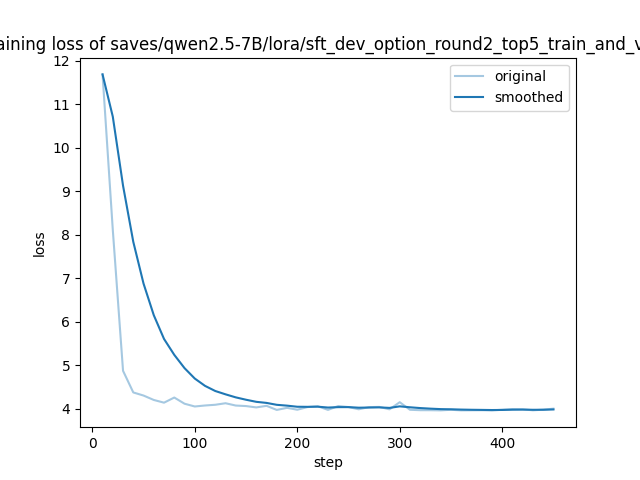 aining loss of saves/qwen2.5-7B/lora/sft_dev_option_round2_top5_train_and_v
original
smoothed
12
11
10
9
8
7
6
5
4
loss
0 100 200 300 400
step